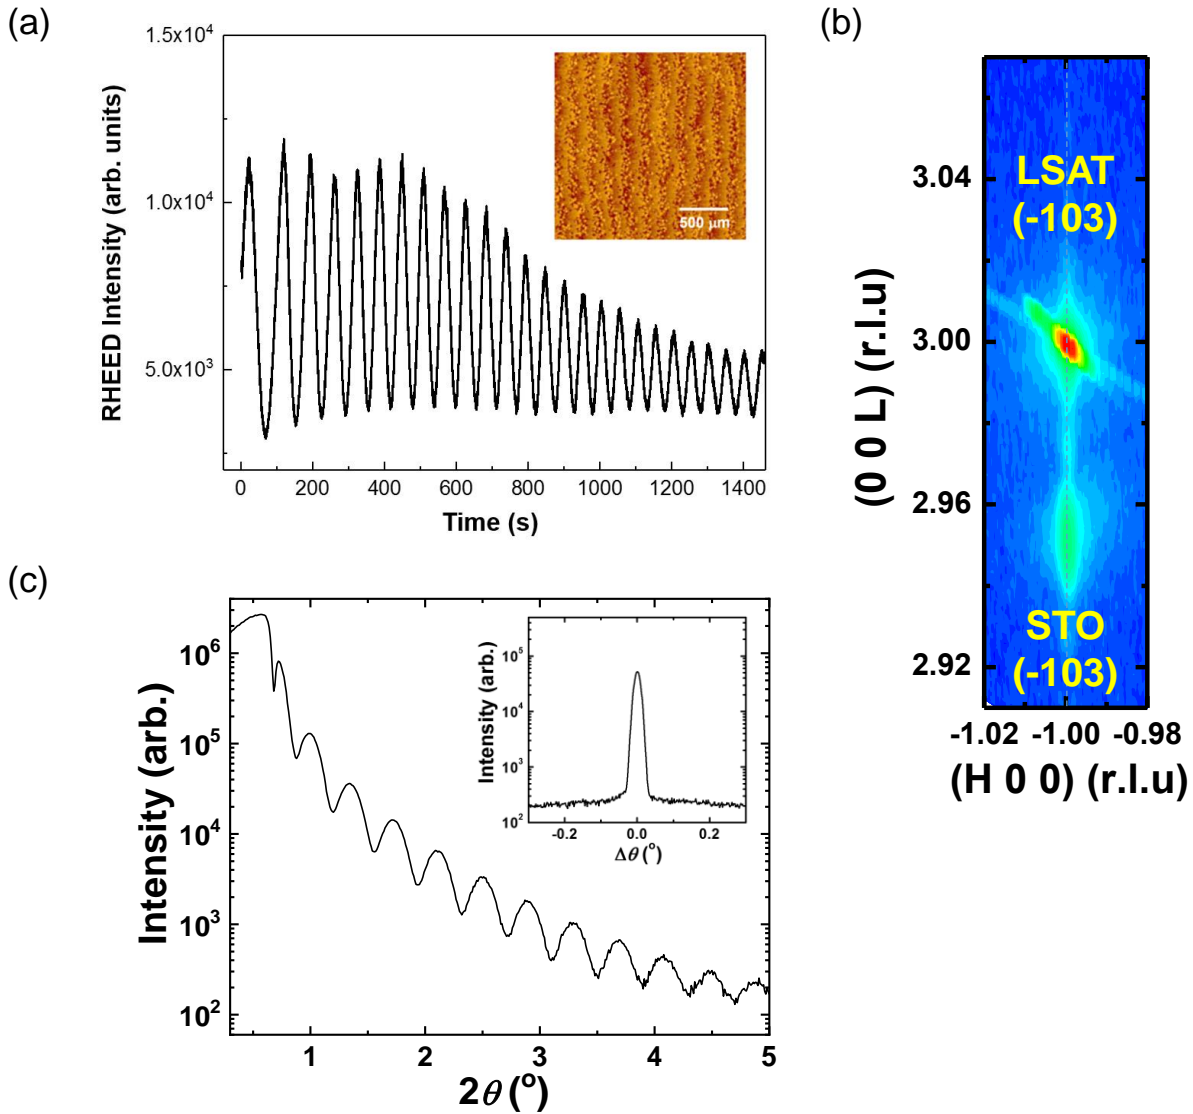 (a)
1.5x10⁴
1.0x10⁴
5.0x10³
RHEED Intensity (arb. units)
500 μm
0 200 400 600 800 1000 1200 1400
Time (s)
(b)
LSAT
(-103)
3.04
3.00
2.96
2.92
(0 0 L) (r.l.u)
STO
(-103)
-1.02 -1.00 -0.98
(H 0 0) (r.l.u)
(c)
10⁶
10⁵
10⁴
10³
10²
Intensity (arb.)
10⁵
10⁴
10³
10²
Intensity (arb.)
-0.2 0.0 0.2
Δθ (°)
1 2 3 4 5
2θ (°)